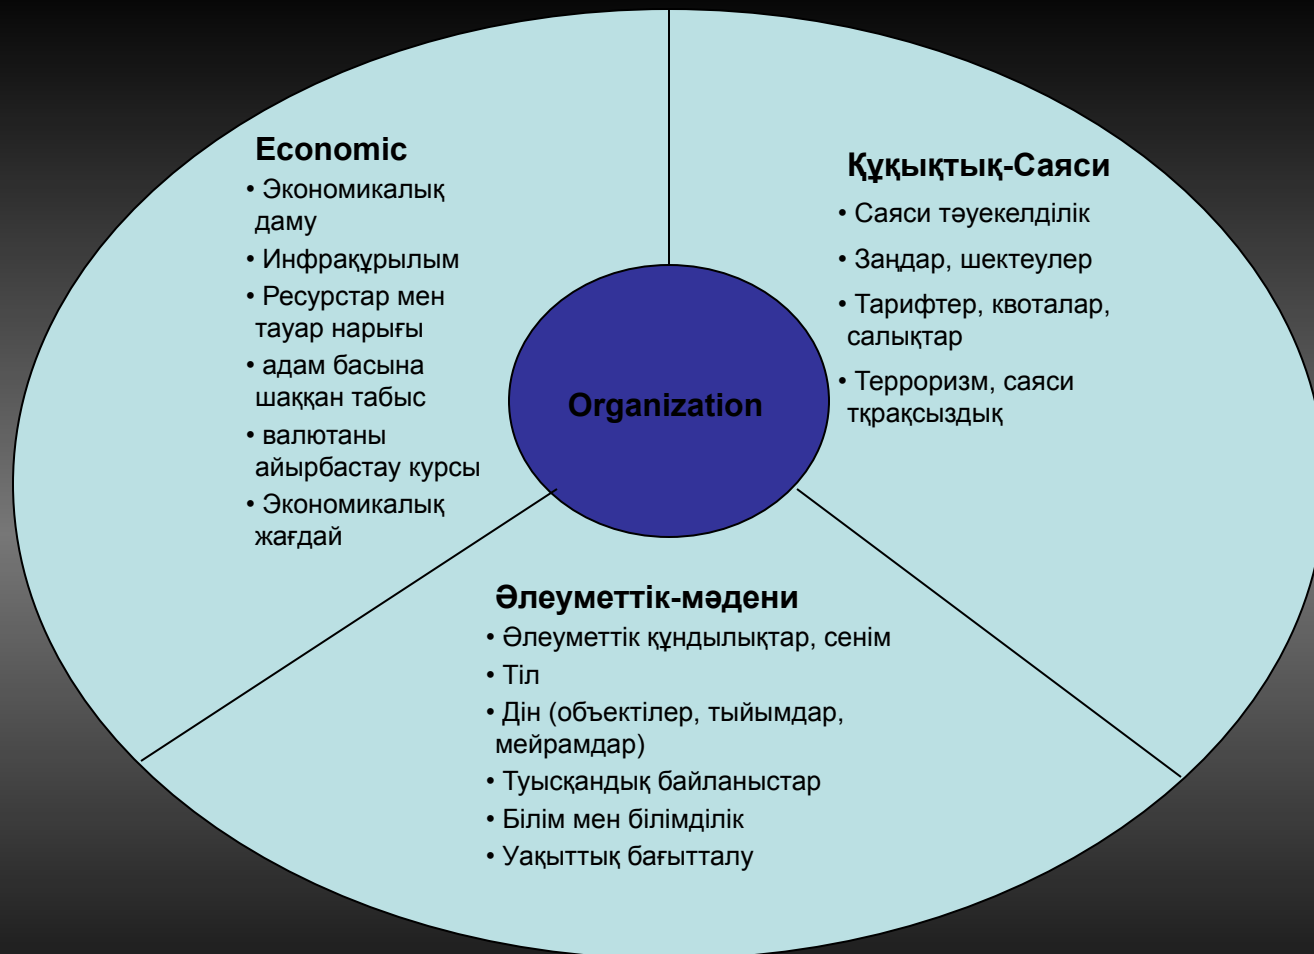 Economic
• Экономикалық
даму
• Инфрақұрылым
• Ресурстар мен
тауар нарығы
• адам басына
шаққан табыс
• валютаны
айырбастау курсы
• Экономикалық
жағдай
Құқықтық-Саяси
• Саяси тәуекелділік
• Заңдар, шектеулер
• Тарифтер, квоталар,
салықтар
• Терроризм, саяси
тқрақсыздық
Organization
Әлеуметтік-мәдени
• Әлеуметтік құндылықтар, сенім
• Тіл
• Дін (объектілер, тыйымдар,
мейрамдар)
• Туысқандық байланыстар
• Білім мен білімділік
• Уақыттық бағытталу